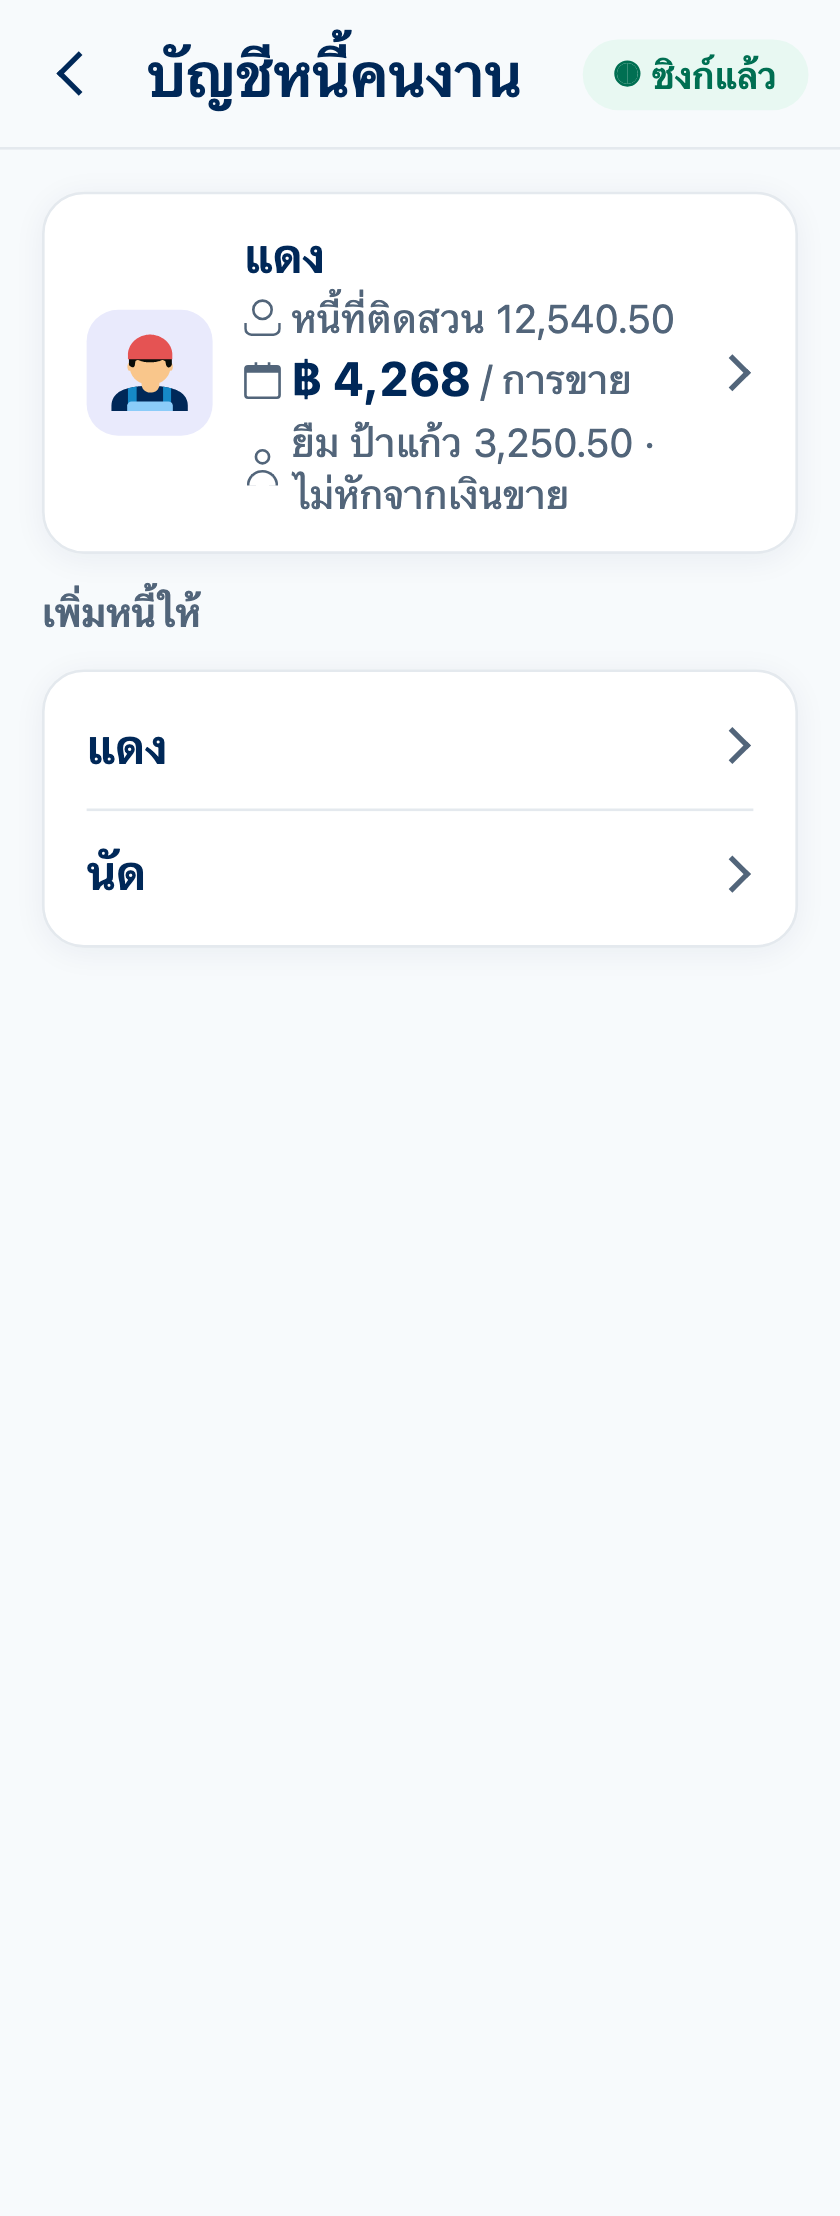 บัญชีหนี้คนงาน
ซิงก์แล้ว
แดง
หนี้ที่ติดสวน 12,540.50
฿ 4,268 / การขาย
ยืม ป้าแก้ว 3,250.50 ·
ไม่หักจากเงินขาย
เพิ่มหนี้ให้
แดง
นัด